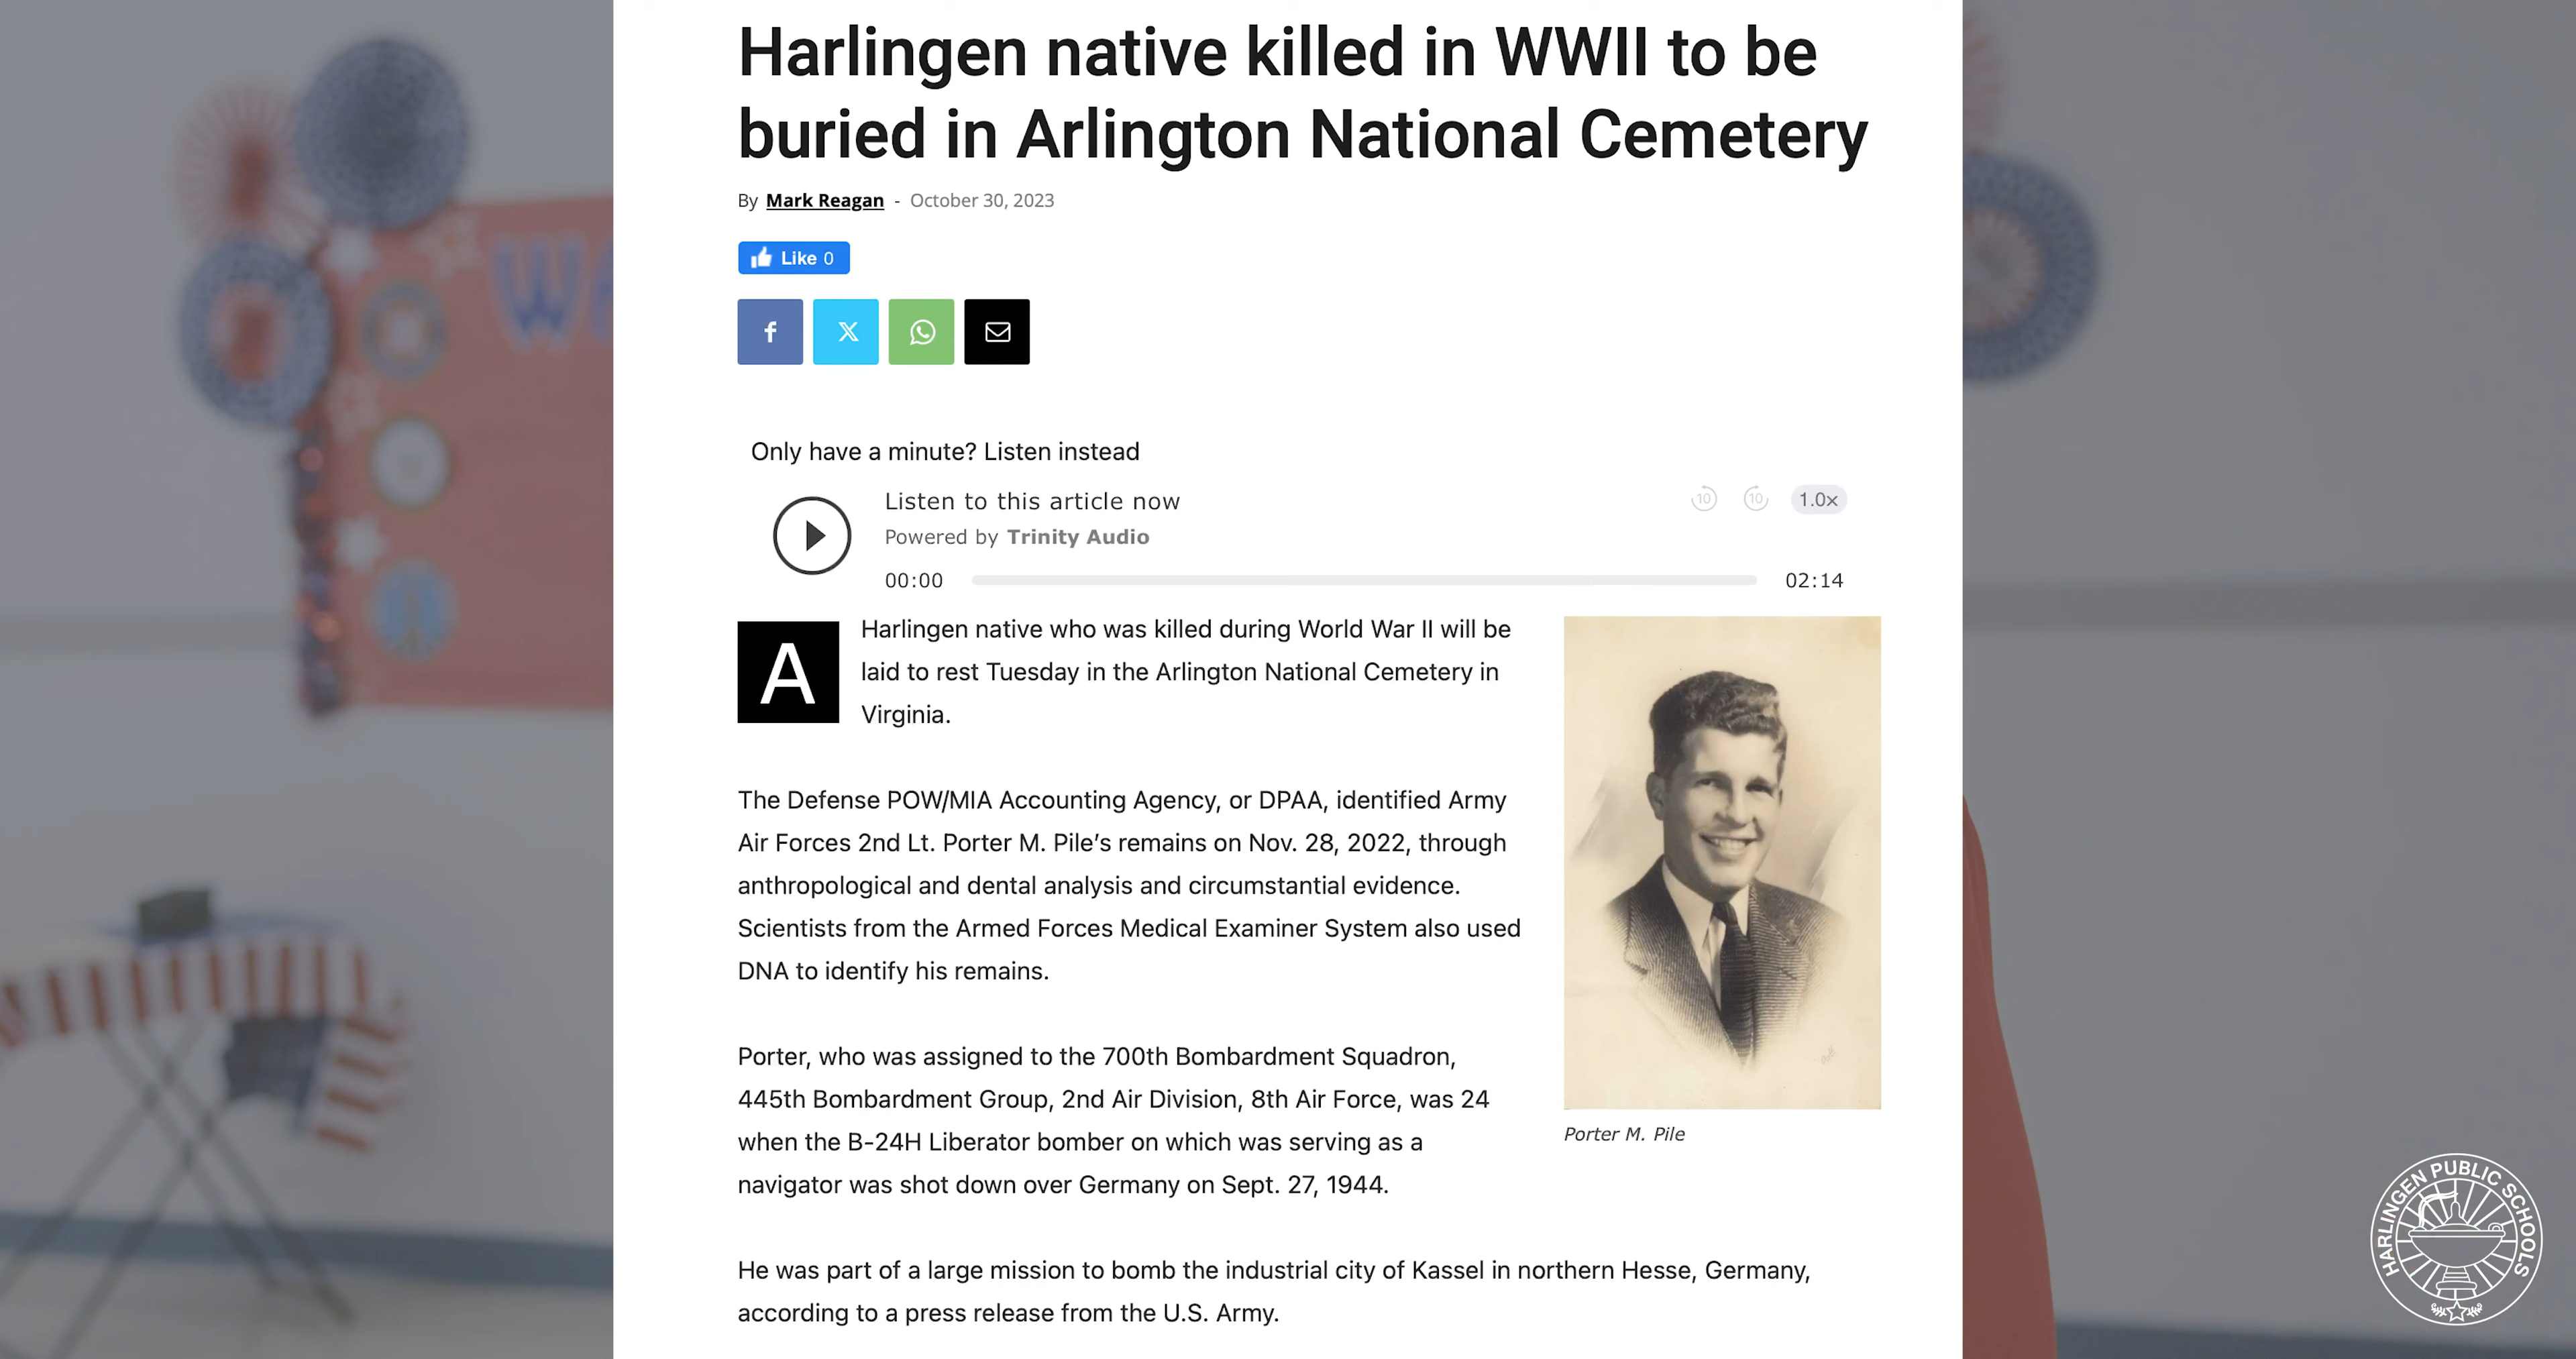 Harlingen native killed in WWII to be
buried in Arlington National Cemetery
By Mark Reagan - October 30, 2023
Like 0
Only have a minute? Listen instead
Listen to this article now
10 10 1.0x
Powered by Trinity Audio
00:00 02:14
A Harlingen native who was killed during World War II will be
laid to rest Tuesday in the Arlington National Cemetery in
Virginia.
The Defense POW/MIA Accounting Agency, or DPAA, identified Army
Air Forces 2nd Lt. Porter M. Pile’s remains on Nov. 28, 2022, through
anthropological and dental analysis and circumstantial evidence.
Scientists from the Armed Forces Medical Examiner System also used
DNA to identify his remains.
Porter, who was assigned to the 700th Bombardment Squadron,
445th Bombardment Group, 2nd Air Division, 8th Air Force, was 24
when the B-24H Liberator bomber on which was serving as a
navigator was shot down over Germany on Sept. 27, 1944.
Porter M. Pile
He was part of a large mission to bomb the industrial city of Kassel in northern Hesse, Germany,
according to a press release from the U.S. Army.
HARLINGEN PUBLIC SCHOOLS